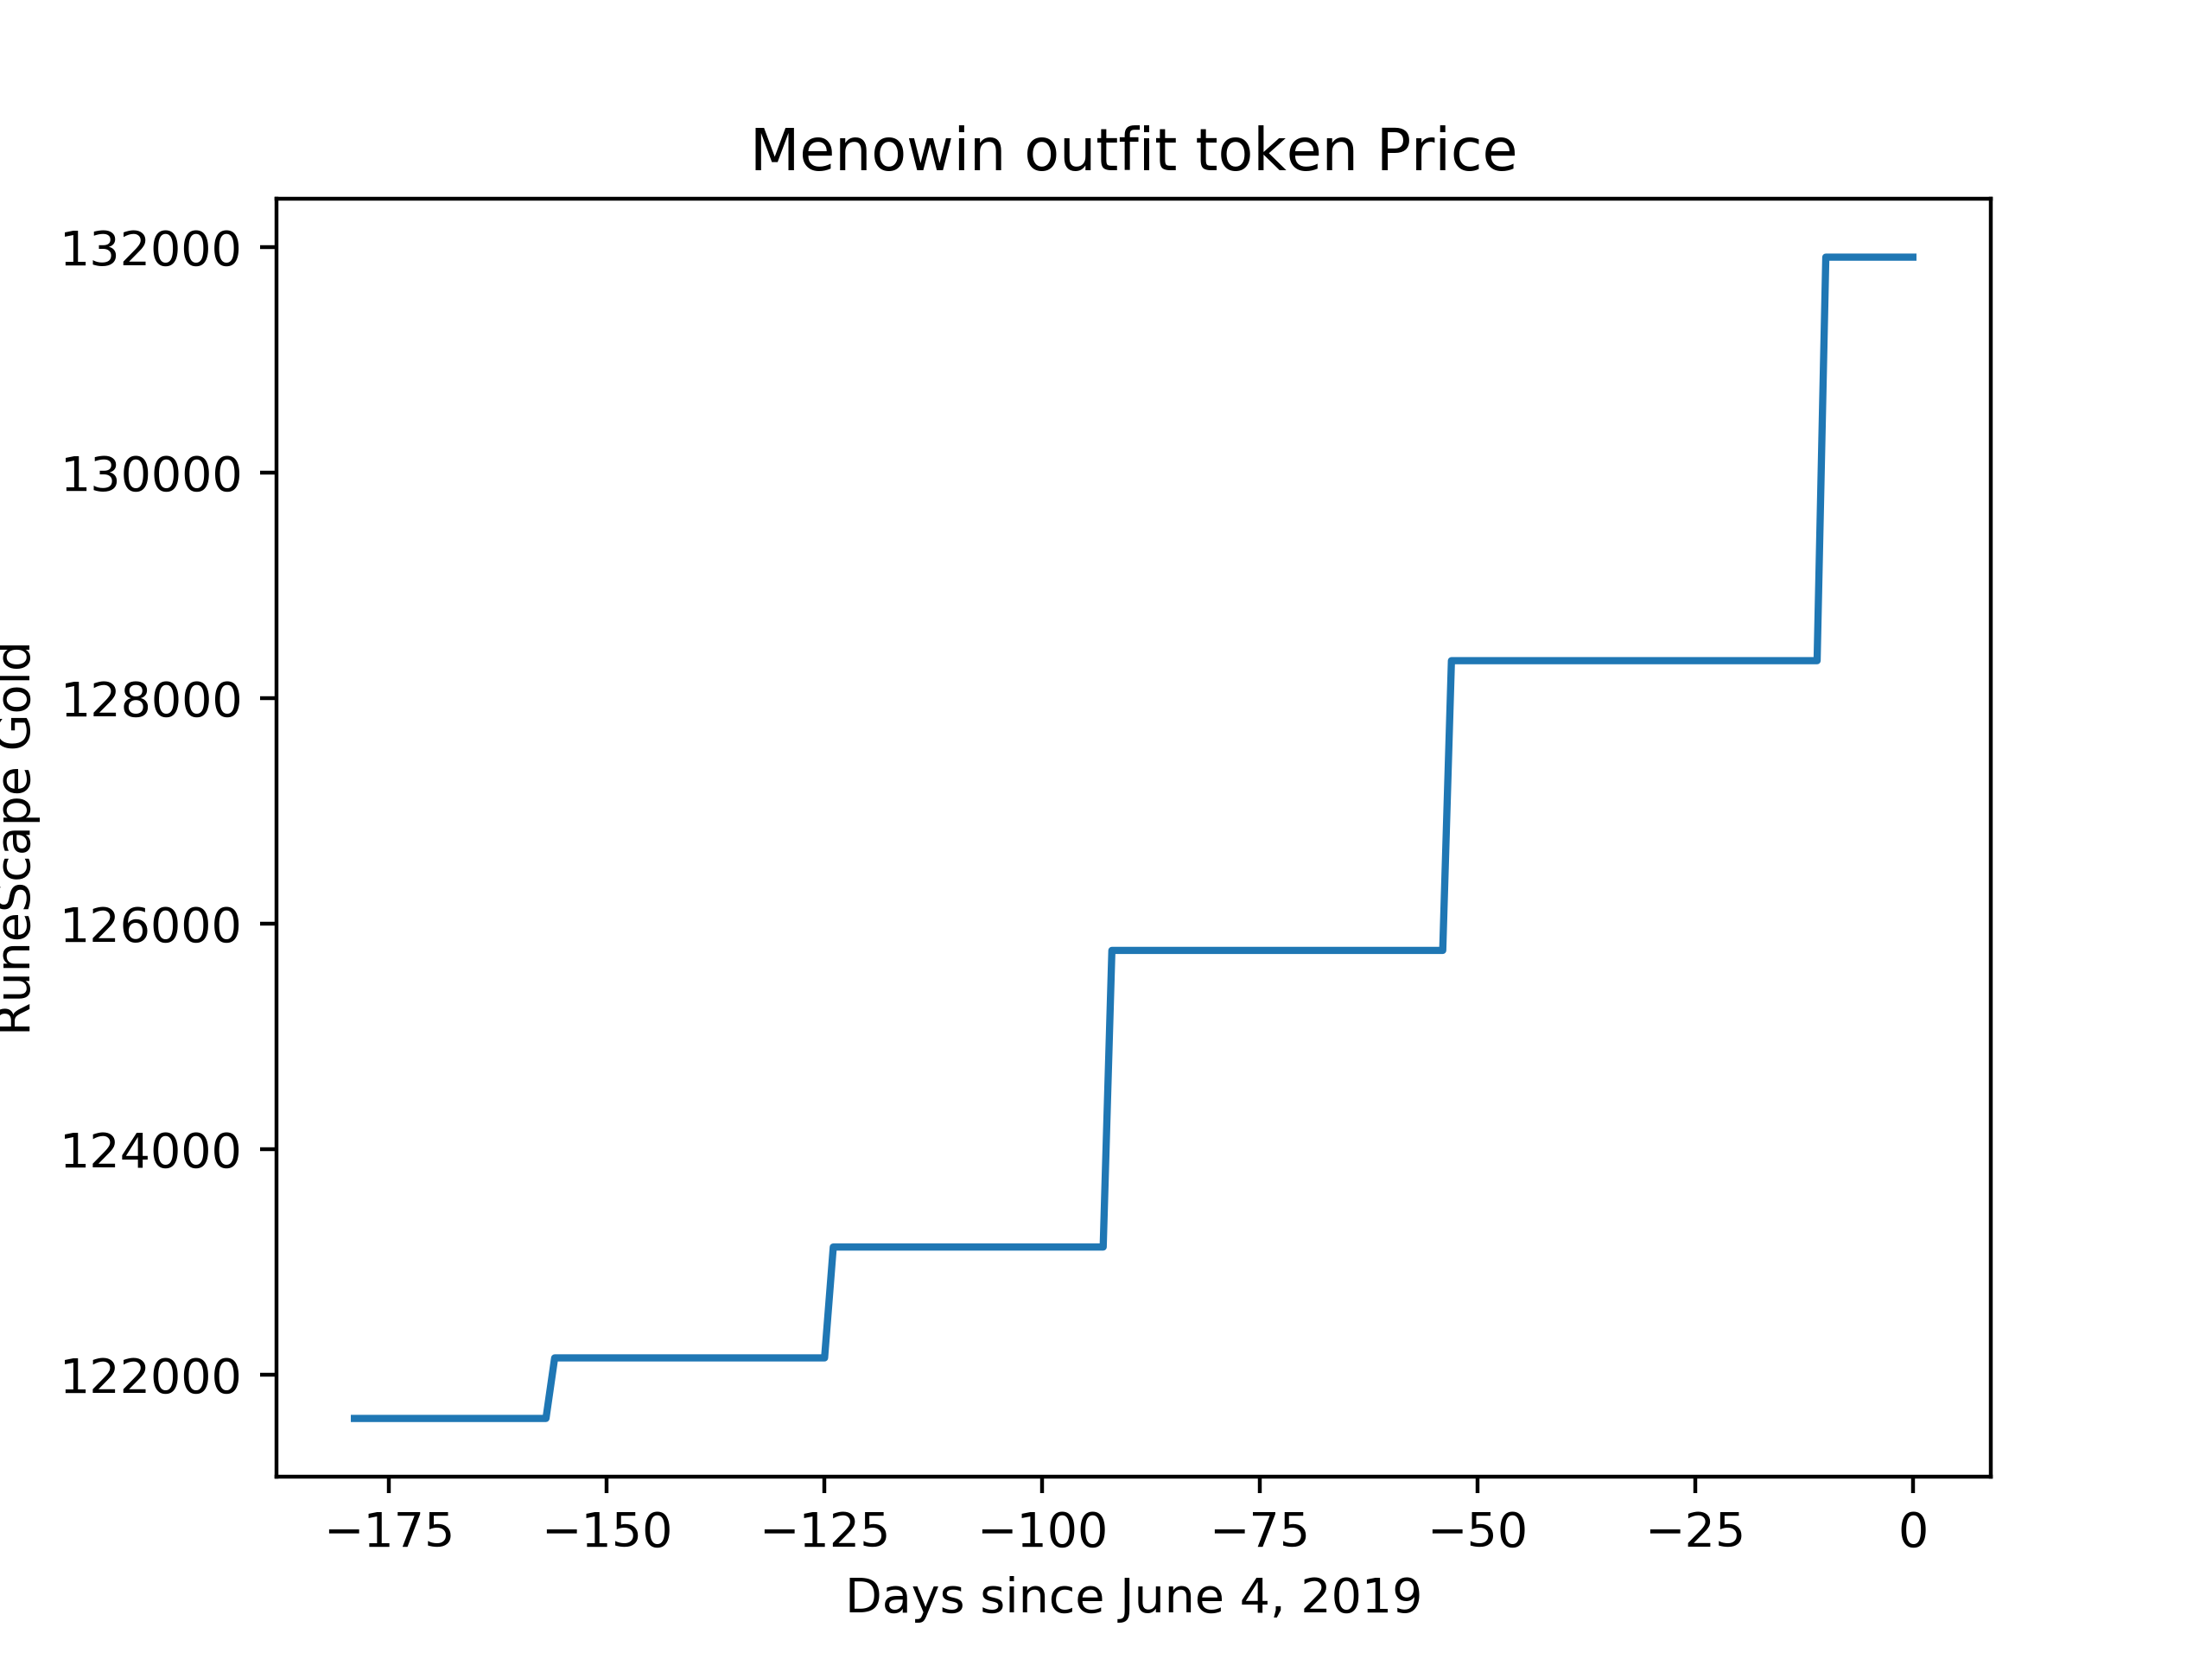 Menowin outfit token Price
132000
130000
128000
126000
124000
122000
RuneScape Gold
−175 −150 −125 −100 −75 −50 −25 0
Days since June 4, 2019